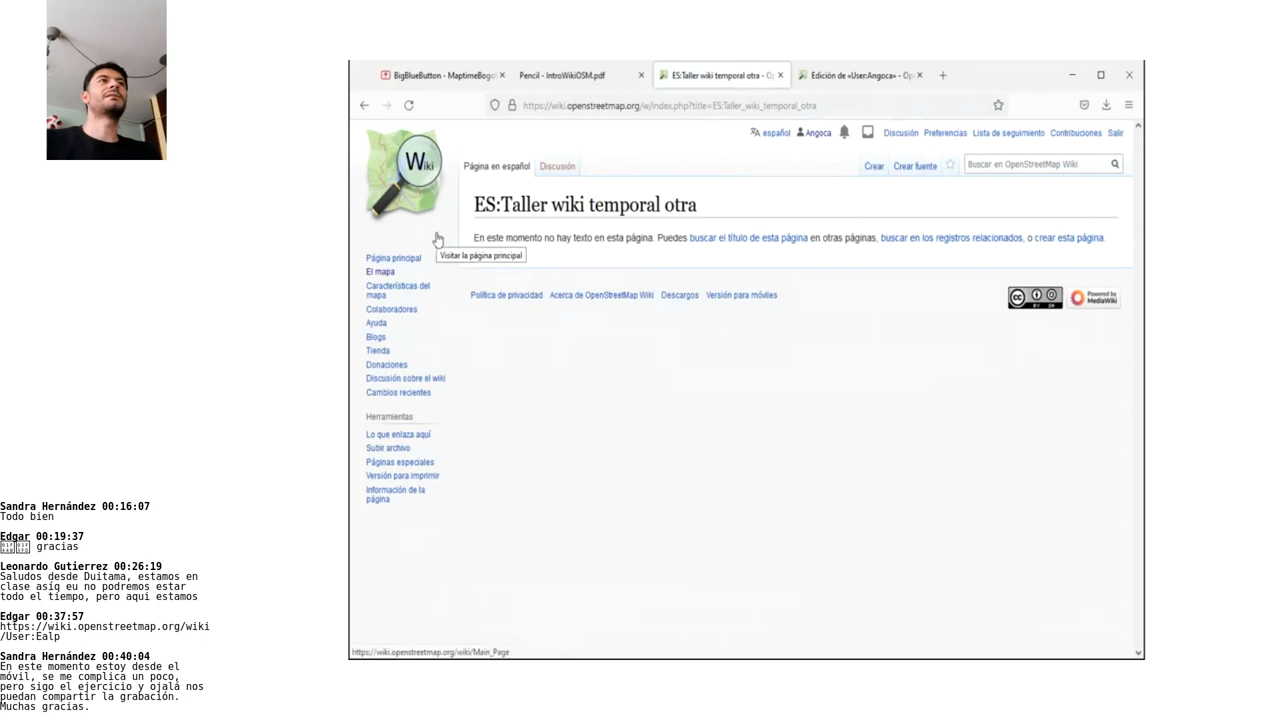 BigBlueButton - MaptimeBogo
Pencil - IntroWikiOSM.pdf
ES:Taller wiki temporal otra - Op
Edición de «User:Angoca» - Op
https://wiki.openstreetmap.org/w/index.php?title=ES:Taller_wiki_temporal_otra
español Angoca Discusión Preferencias Lista de seguimiento Contribuciones Salir
Wiki
Página en español Discusión Crear Crear fuente Buscar en OpenStreetMap Wiki
ES:Taller wiki temporal otra
En este momento no hay texto en esta página. Puedes buscar el título de esta página en otras páginas, buscar en los registros relacionados, o crear esta página.
Visitar la página principal
Página principal
El mapa
Características del
mapa
Colaboradores
Ayuda
Blogs
Tienda
Donaciones
Discusión sobre el wiki
Cambios recientes
Herramientas
Lo que enlaza aquí
Subir archivo
Páginas especiales
Versión para imprimir
Información de la
página
Política de privacidad Acerca de OpenStreetMap Wiki Descargos Versión para móviles
cc BY SA
Powered by
MediaWiki
https://wiki.openstreetmap.org/wiki/Main_Page
Sandra Hernández 00:16:07
Todo bien
Edgar 00:19:37
gracias
Leonardo Gutierrez 00:26:19
Saludos desde Duitama, estamos en
clase asiq eu no podremos estar
todo el tiempo, pero aqui estamos
Edgar 00:37:57
https://wiki.openstreetmap.org/wiki
/User:Ealp
Sandra Hernández 00:40:04
En este momento estoy desde el
móvil, se me complica un poco,
pero sigo el ejercicio y ojalá nos
puedan compartir la grabación.
Muchas gracias.